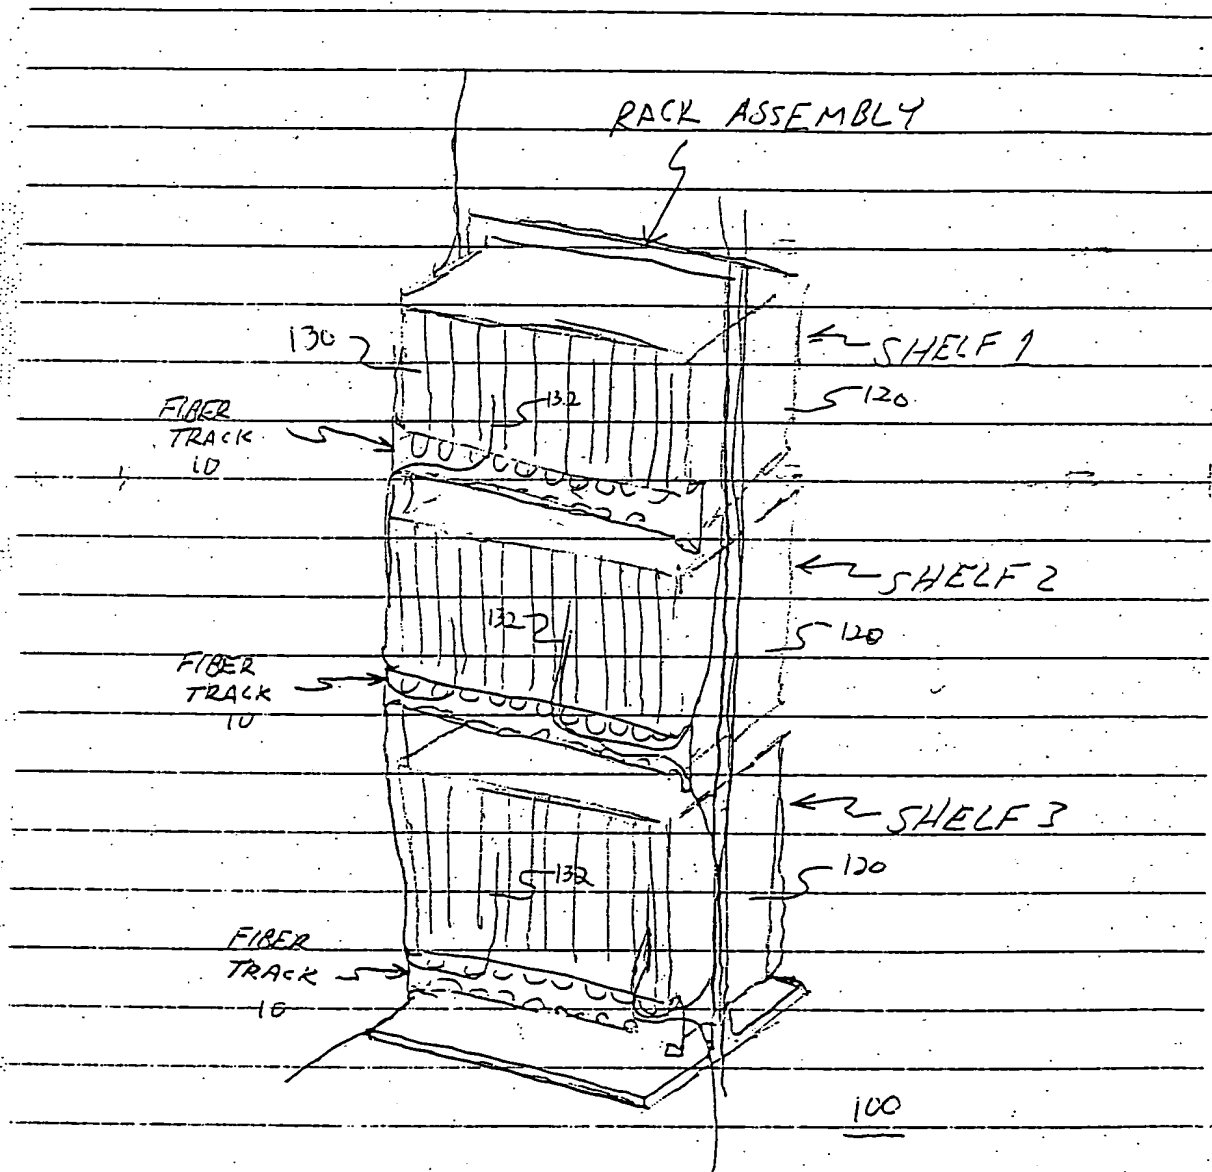 RACK ASSEMBLY
130
SHELF 1
132
120
FIBER
TRACK
10
SHELF 2
132
120
FIBER
TRACK
10
SHELF 3
132
120
FIBER
TRACK
10
100